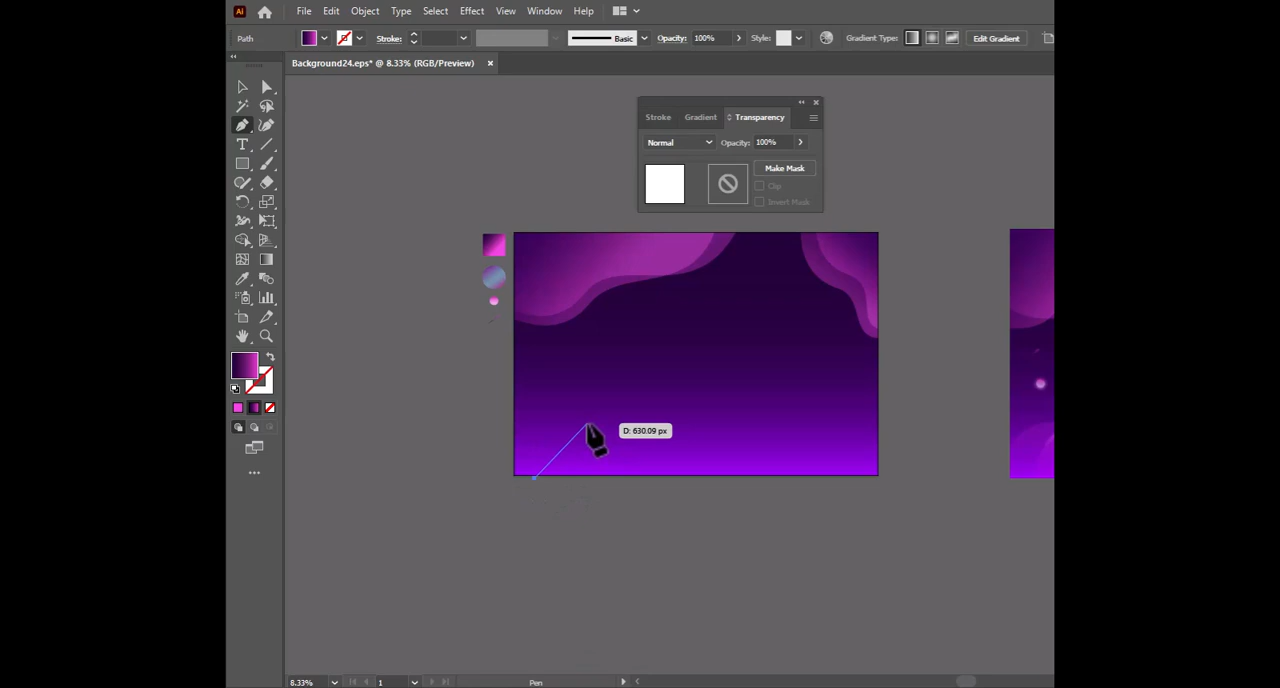 Ai File Edit Object Type Select Effect View Window Help
Path Stroke: Basic Opacity: 100% Style: Gradient Type: Edit Gradient
Background24.eps* @ 8.33% (RGB/Preview)
Stroke Gradient Transparency
Normal Opacity: 100%
Make Mask
Clip
Invert Mask
D: 630.09 px
8.33% 1 Pen